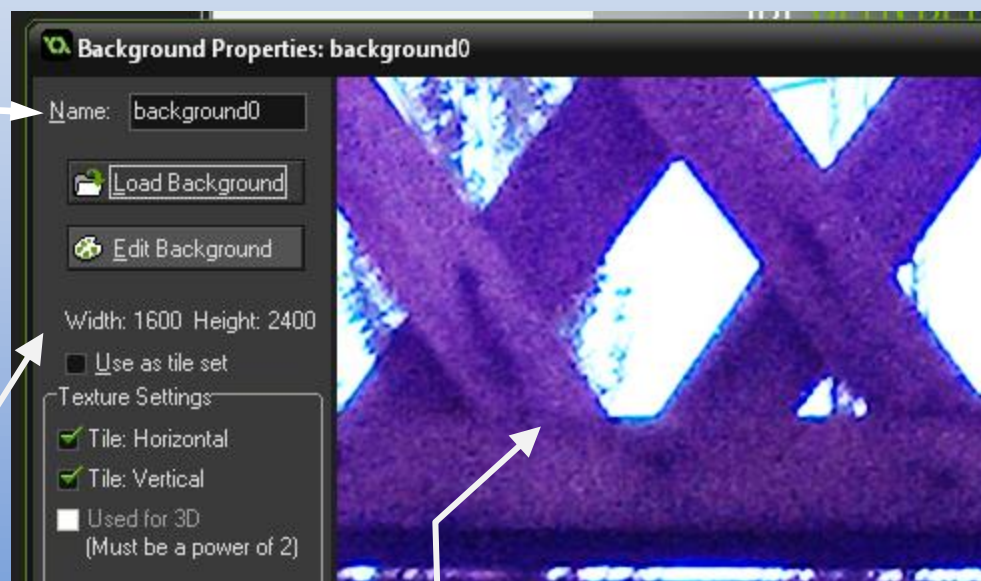 Background Properties: background0
Name: background0
Load Background
Edit Background
Width: 1600 Height: 2400
Use as tile set
Texture Settings
Tile: Horizontal
Tile: Vertical
Used for 3D
(Must be a power of 2)